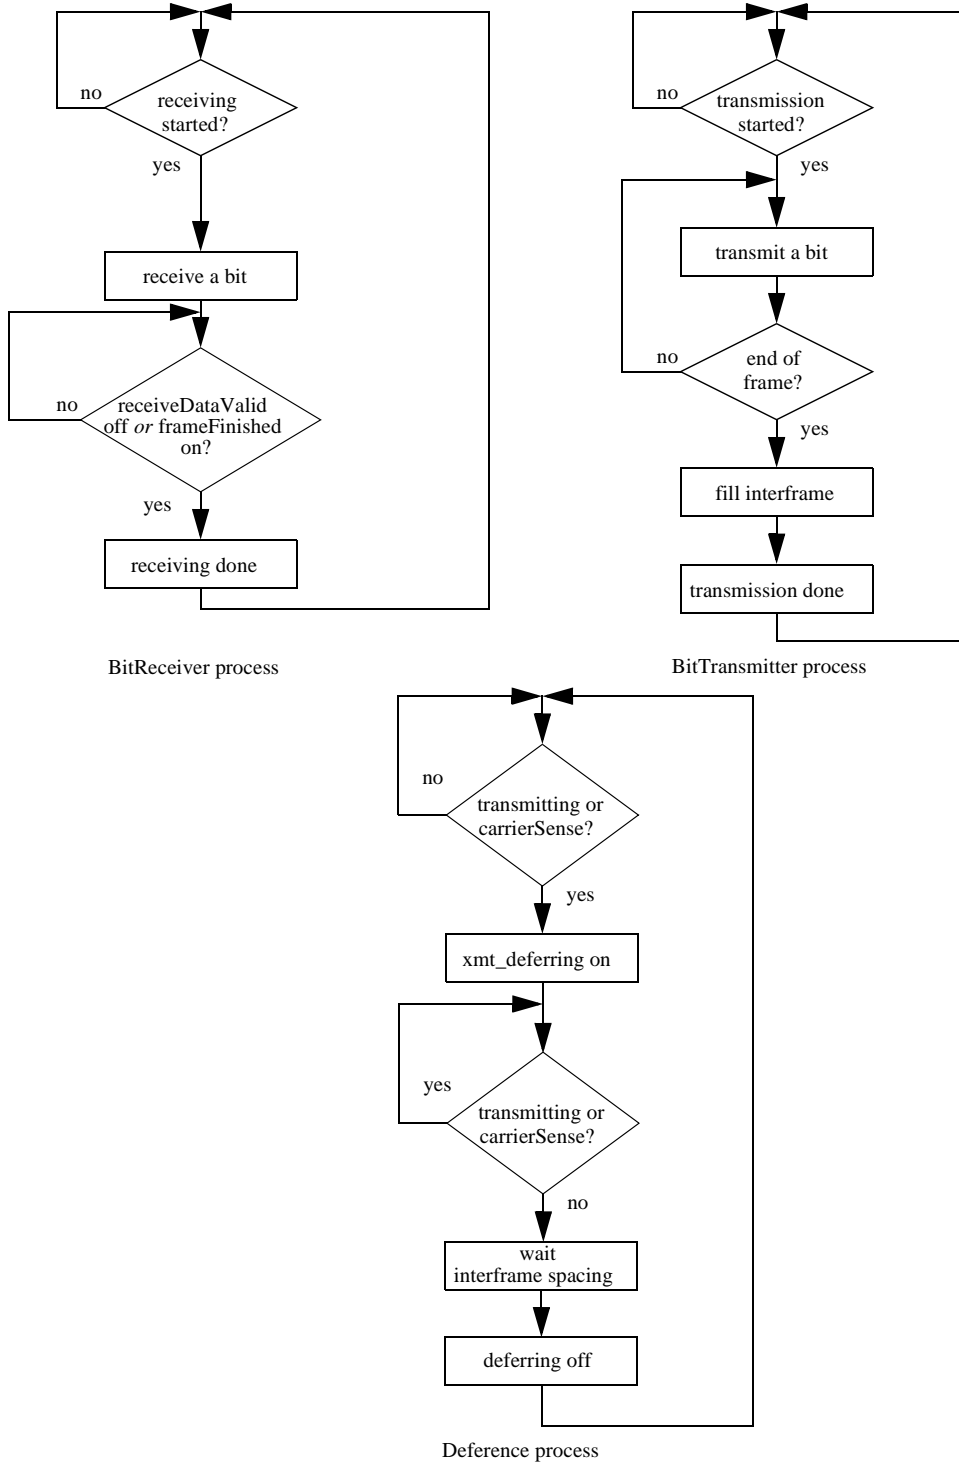 no
receiving
started?
yes
receive a bit
no
receiveDataValid
off or frameFinished
on?
yes
receiving done
BitReceiver process
no
transmission
started?
yes
transmit a bit
no
end of
frame?
yes
fill interframe
transmission done
BitTransmitter process
no
transmitting or
carrierSense?
yes
xmt_deferring on
yes
transmitting or
carrierSense?
no
wait
interframe spacing
deferring off
Deference process